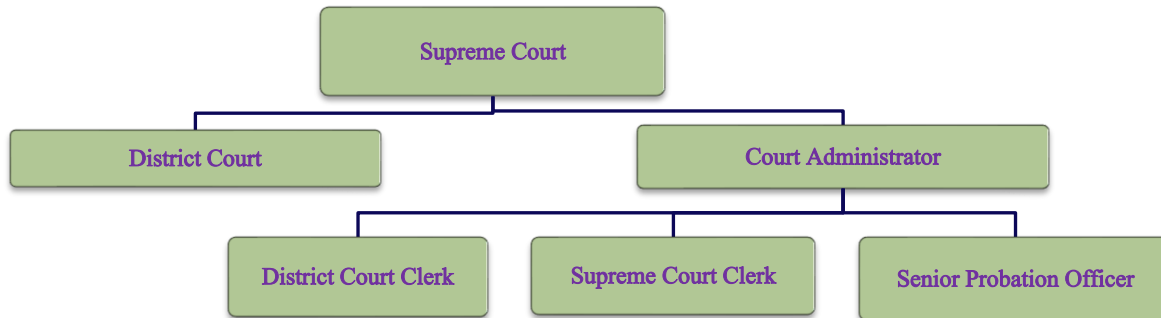 Supreme Court
District Court
Court Administrator
District Court Clerk
Supreme Court Clerk
Senior Probation Officer